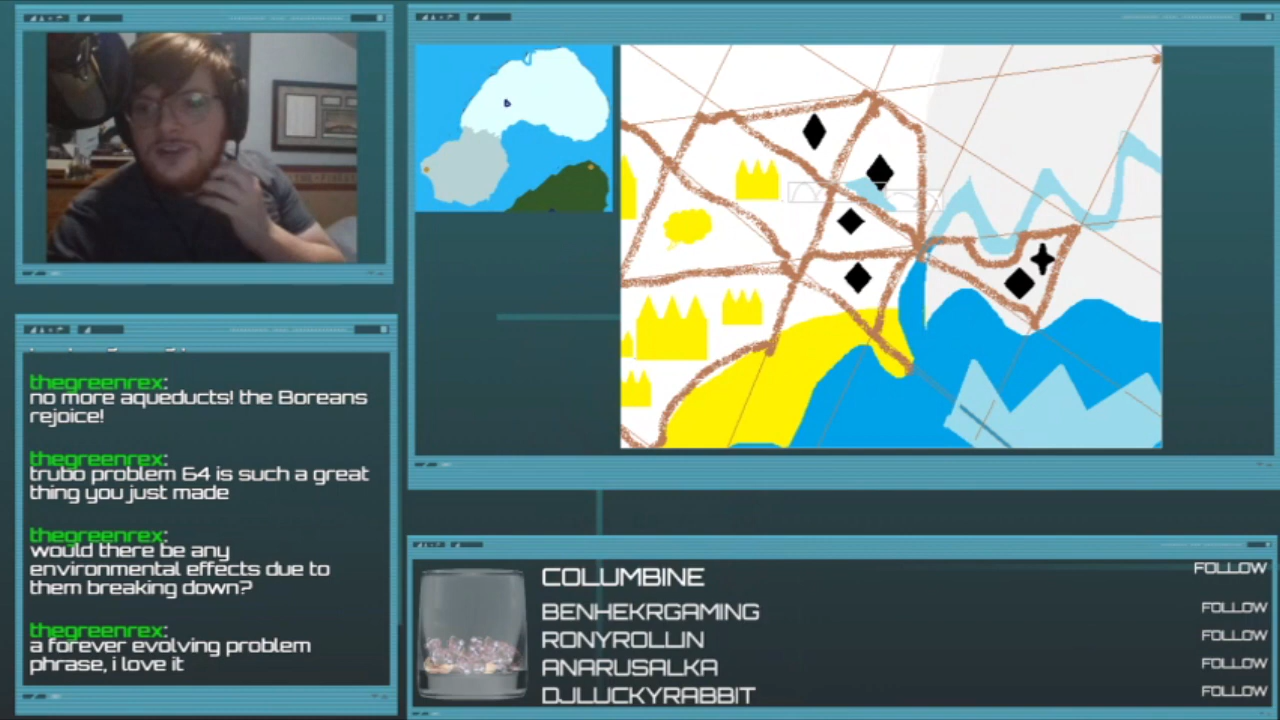 thegreenrex:
no more aqueducts! the Boreans
rejoice!
thegreenrex:
trubo problem 64 is such a great
thing you just made
thegreenrex:
would there be any
environmental effects due to
them breaking down?
thegreenrex:
a forever evolving problem
phrase, i love it
COLUMBINE FOLLOW
BENHEKRGAMING FOLLOW
RONYROLLIN FOLLOW
ANARUSALKA FOLLOW
DJLUCKYRABBIT FOLLOW